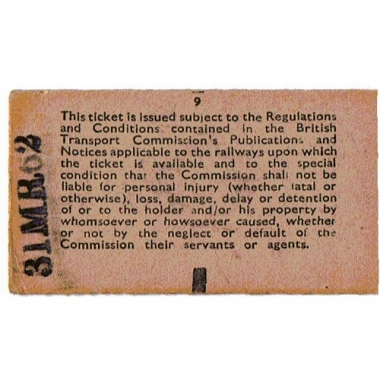 9
This ticket is issued subject to the Regulations
and Conditions contained in the British
Transport Commission's Publications and
Notices applicable to the railways upon which
the ticket is available and to the special
condition that the Commission shall not be
liable for personal injury (whether fatal or
otherwise), loss, damage, delay or detention
of or to the holder and/or his property by
whomsoever or howsoever caused, whether
or not by the neglect or default of the
Commission their servants or agents.
31MR62